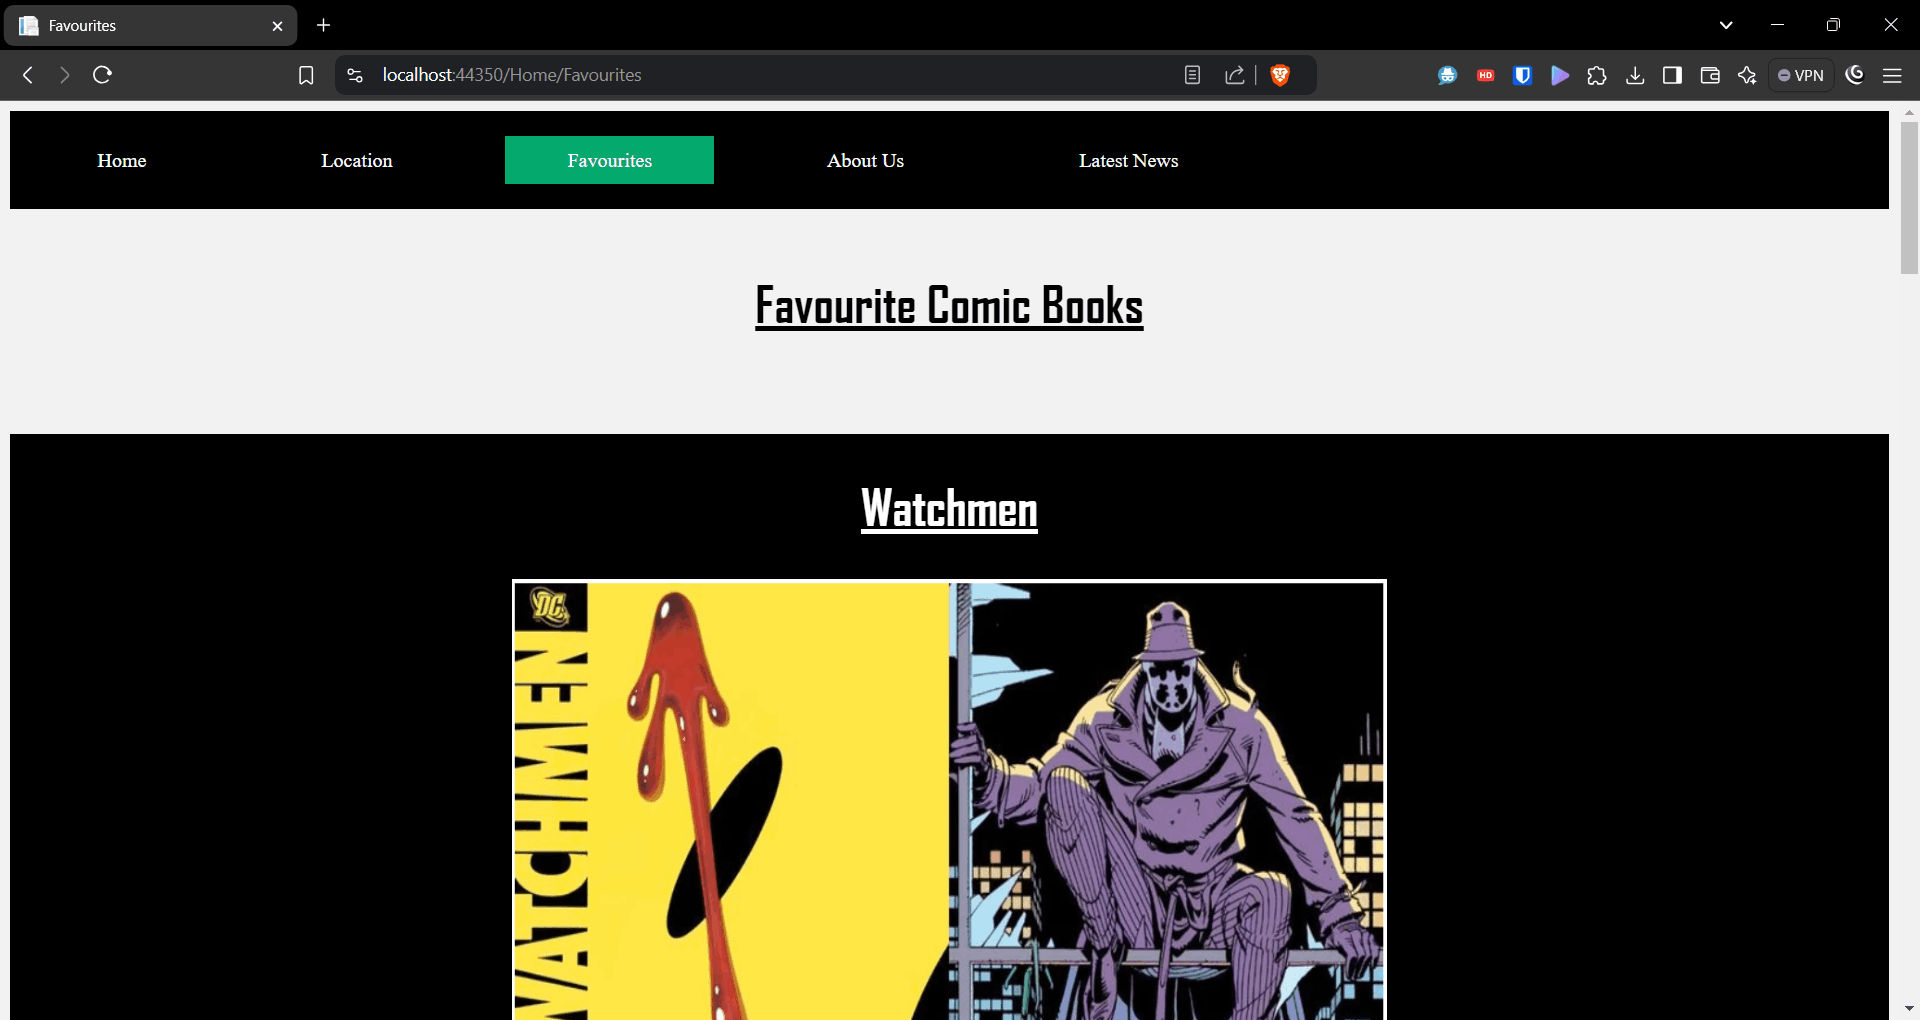 Favourites
localhost:44350/Home/Favourites
HD
VPN
Home
Location
Favourites
About Us
Latest News
Favourite Comic Books
Watchmen
DC
WATCHMEN